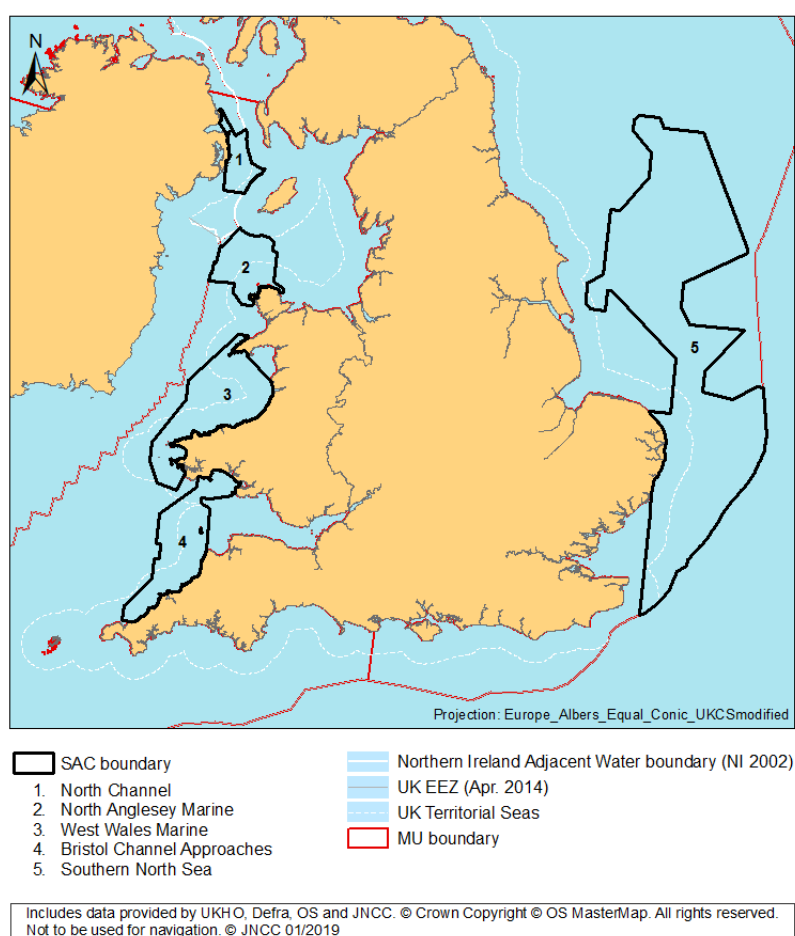 N
1
2
3
4
5
Projection: Europe_Albers_Equal_Conic_UKCSmodified
SAC boundary
1. North Channel
2. North Anglesey Marine
3. West Wales Marine
4. Bristol Channel Approaches
5. Southern North Sea
Northern Ireland Adjacent Water boundary (NI 2002)
UK EEZ (Apr. 2014)
UK Territorial Seas
MU boundary
Includes data provided by UKHO, Defra, OS and JNCC. © Crown Copyright © OS MasterMap. All rights reserved.
Not to be used for navigation. © JNCC 01/2019